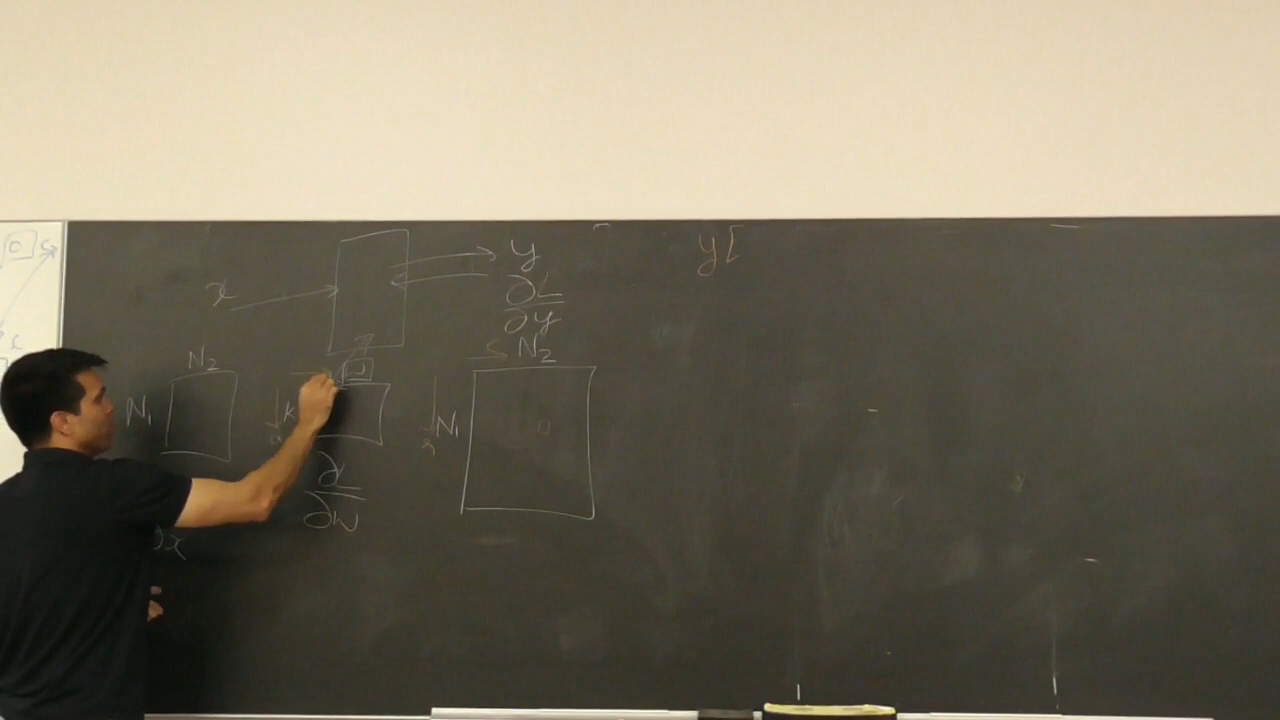 y[
x
y
∂L
∂y
N₂
N₂
N₁
k
N₁
∂L
∂w
∂x